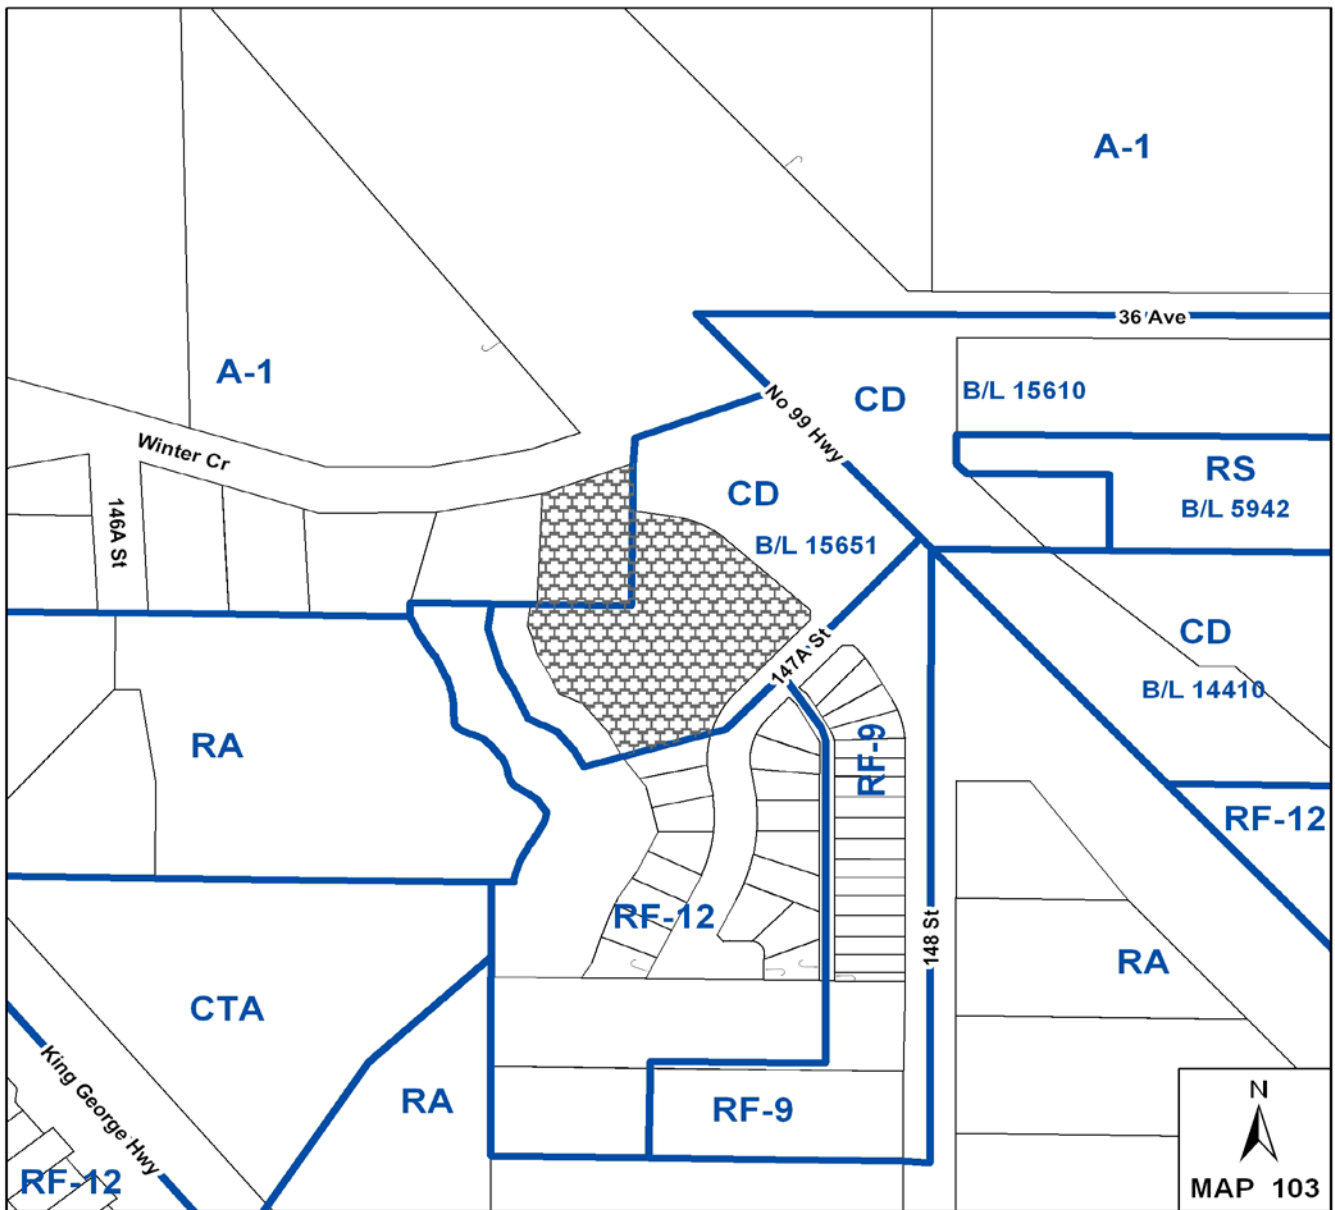 A-1
36 Ave
A-1
No 99 Hwy
CD
B/L 15610
Winter Cr
RS
B/L 5942
146A St
CD
B/L 15651
CD
B/L 14410
147A St
RA
RF-9
RF-12
RF-12
148 St
RA
CTA
King George Hwy
RA
RF-9
RF-12
N
MAP 103